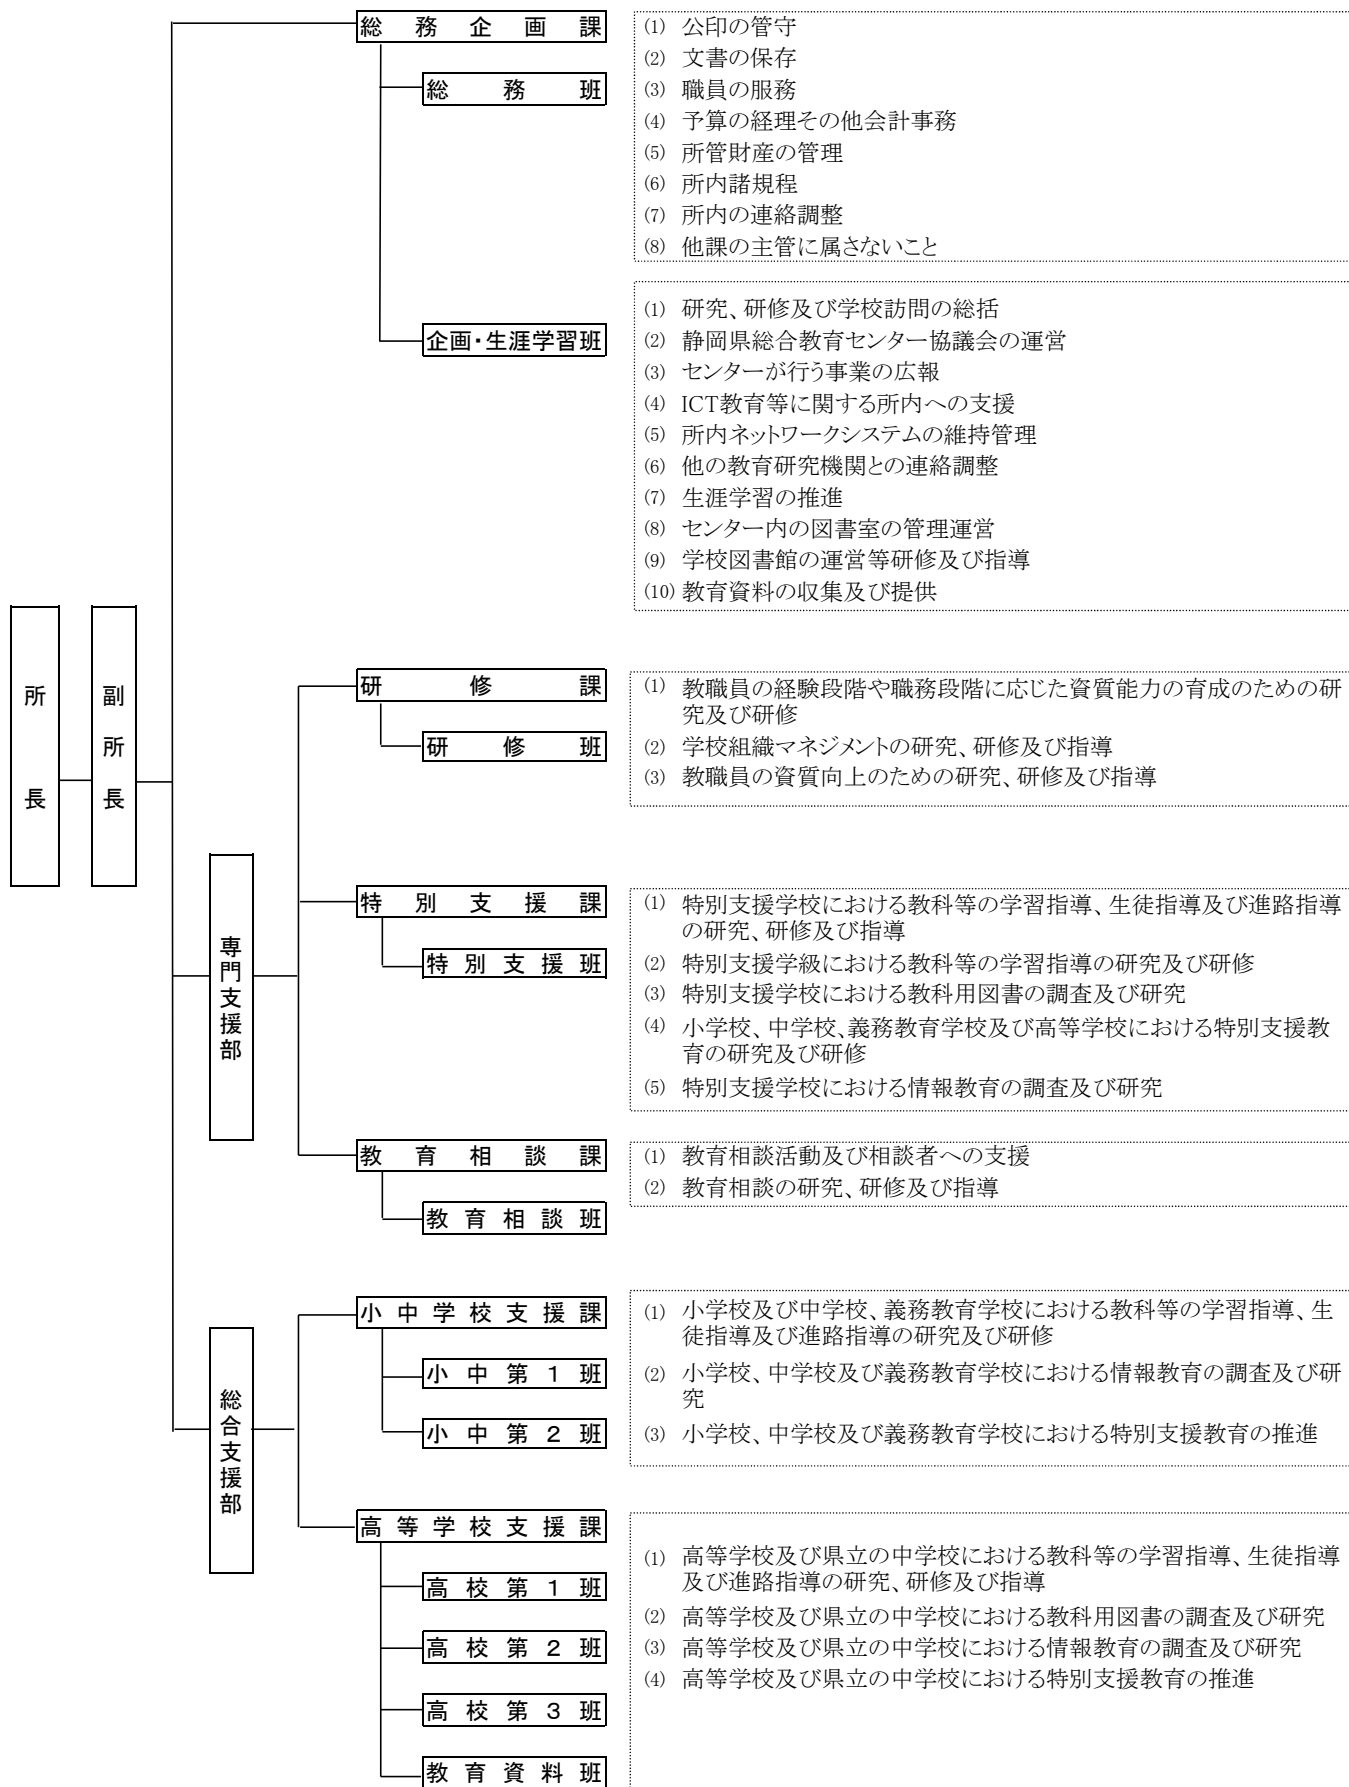 総務企画課
(1) 公印の管守
(2) 文書の保存
総務班
(3) 職員の服務
(4) 予算の経理その他会計事務
(5) 所管財産の管理
(6) 所内諸規程
(7) 所内の連絡調整
(8) 他課の主管に属さないこと
企画・生涯学習班
(1) 研究、研修及び学校訪問の総括
(2) 静岡県総合教育センター協議会の運営
(3) センターが行う事業の広報
(4) ICT教育等に関する所内への支援
(5) 所内ネットワークシステムの維持管理
(6) 他の教育研究機関との連絡調整
(7) 生涯学習の推進
(8) センター内の図書室の管理運営
(9) 学校図書館の運営等研修及び指導
(10) 教育資料の収集及び提供
所長
副所長
専門支援部
研修課
研修班
(1) 教職員の経験段階や職務段階に応じた資質能力の育成のための研
究及び研修
(2) 学校組織マネジメントの研究、研修及び指導
(3) 教職員の資質向上のための研究、研修及び指導
特別支援課
特別支援班
(1) 特別支援学校における教科等の学習指導、生徒指導及び進路指導
の研究、研修及び指導
(2) 特別支援学級における教科等の学習指導の研究及び研修
(3) 特別支援学校における教科用図書の調査及び研究
(4) 小学校、中学校、義務教育学校及び高等学校における特別支援教
育の研究及び研修
(5) 特別支援学校における情報教育の調査及び研究
教育相談課
教育相談班
(1) 教育相談活動及び相談者への支援
(2) 教育相談の研究、研修及び指導
総合支援部
小中学校支援課
小中第1班
小中第2班
(1) 小学校及び中学校、義務教育学校における教科等の学習指導、生
徒指導及び進路指導の研究及び研修
(2) 小学校、中学校及び義務教育学校における情報教育の調査及び研
究
(3) 小学校、中学校及び義務教育学校における特別支援教育の推進
高等学校支援課
高校第1班
高校第2班
高校第3班
教育資料班
(1) 高等学校及び県立の中学校における教科等の学習指導、生徒指導
及び進路指導の研究、研修及び指導
(2) 高等学校及び県立の中学校における教科用図書の調査及び研究
(3) 高等学校及び県立の中学校における情報教育の調査及び研究
(4) 高等学校及び県立の中学校における特別支援教育の推進